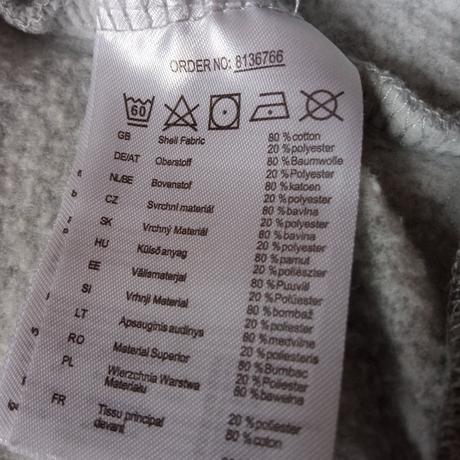 ORDER NO: 8136766
60
GB Shell Fabric 80 % cotton
20 % polyester
DE/AT Oberstoff 80 % Baumwolle
20 % Polyester
NL/BE Bovenstof 80 % katoen
20 % polyester
CZ Svrchní materiál 80 % bavlna
20 % polyester
SK Vrchný Materiál 80 % bavlna
20 % polyester
HU Külső anyag 80 % pamut
20 % poliészter
EE Välismaterjal 80 % Puuvill
20 % Polüester
SI Vrhnji Material 80 % bombaž
20 % poliester
LT Apsauginis audinys 80 % medvilne
20 % poliesteris
RO Material Superior 80 % Bumbac
20 % Poliester
PL Wierzchnia Warstwa
Materiału 80 % bawełna
20 % poliester
FR Tissu principal
devant 80 % coton